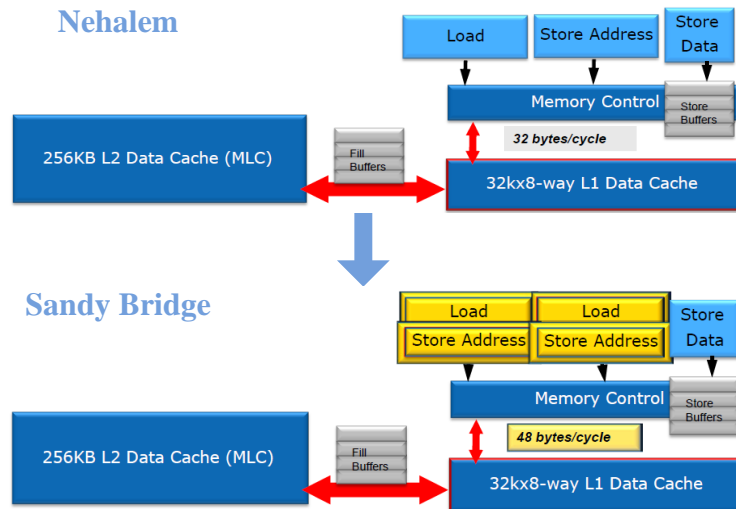 Nehalem
Load
Store Address
Store
Data
Memory Control
Store
Buffers
32 bytes/cycle
Fill
Buffers
256KB L2 Data Cache (MLC)
32kx8-way L1 Data Cache
Sandy Bridge
Load
Load
Store Address
Store Address
Store
Data
Memory Control
Store
Buffers
48 bytes/cycle
Fill
Buffers
256KB L2 Data Cache (MLC)
32kx8-way L1 Data Cache